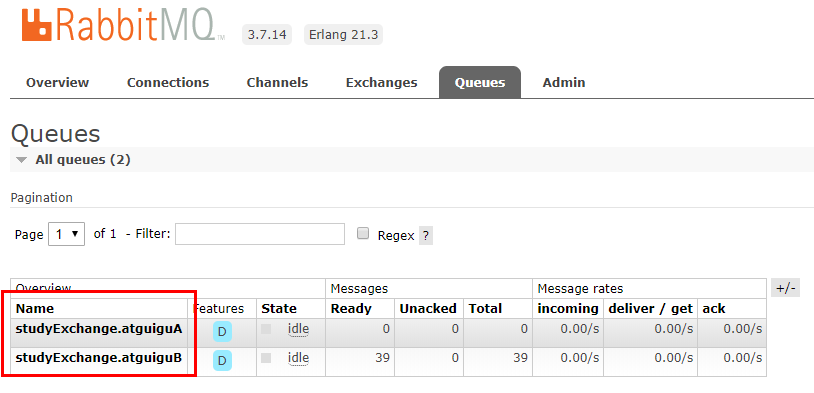 RabbitMQ TM 3.7.14 Erlang 21.3
Overview Connections Channels Exchanges Queues Admin
Queues
All queues (2)
Pagination
Page 1 of 1 - Filter: Regex ?
Overview Messages Message rates +/-
Name Features State Ready Unacked Total incoming deliver / get ack
studyExchange.atguiguA D idle 0 0 0 0.00/s 0.00/s 0.00/s
studyExchange.atguiguB D idle 39 0 39 0.00/s 0.00/s 0.00/s